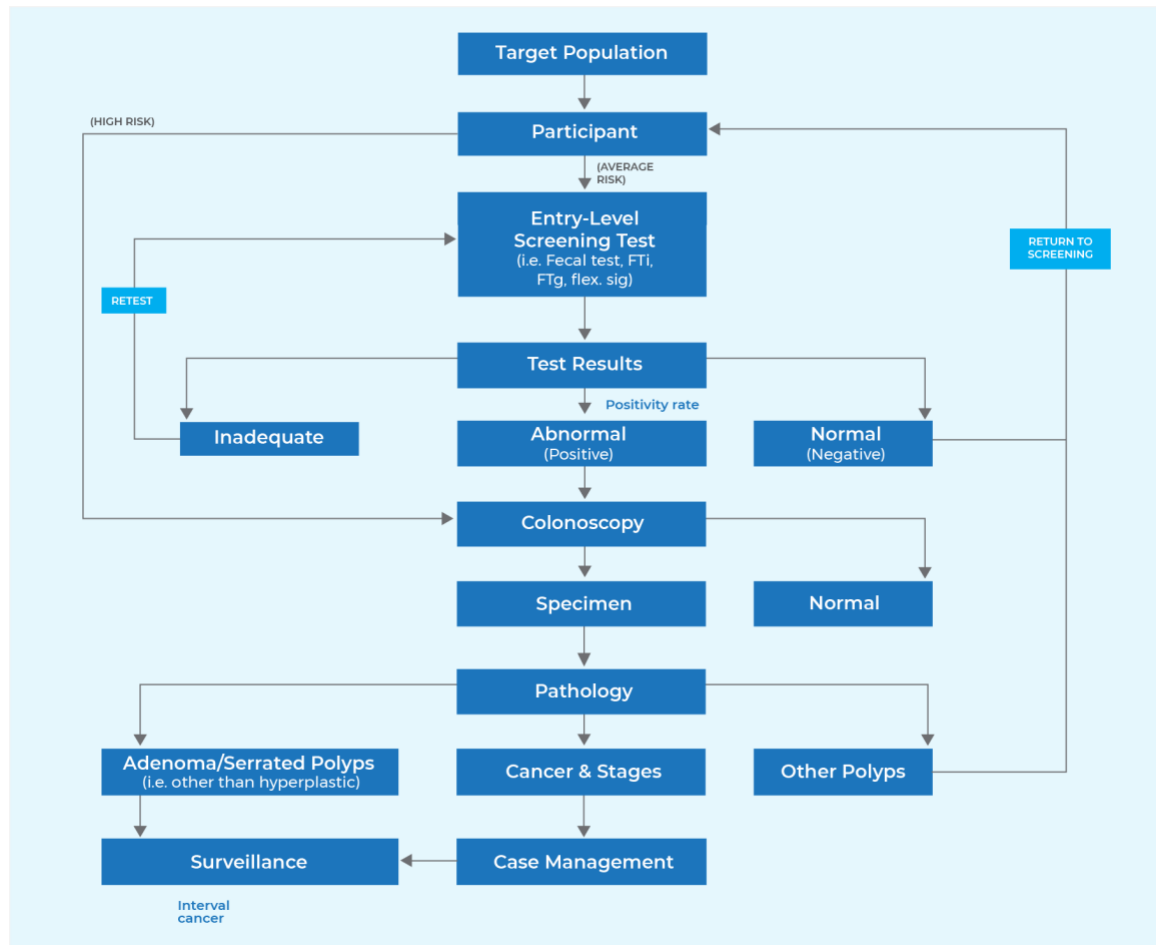 Target Population
(HIGH RISK)
Participant
(AVERAGE
RISK)
Entry-Level
Screening Test
(i.e. Fecal test, FTi,
FTg, flex. sig)
RETURN TO
SCREENING
RETEST
Test Results
Positivity rate
Inadequate
Abnormal
(Positive)
Normal
(Negative)
Colonoscopy
Specimen
Normal
Pathology
Adenoma/Serrated Polyps
(i.e. other than hyperplastic)
Cancer & Stages
Other Polyps
Surveillance
Case Management
Interval
cancer